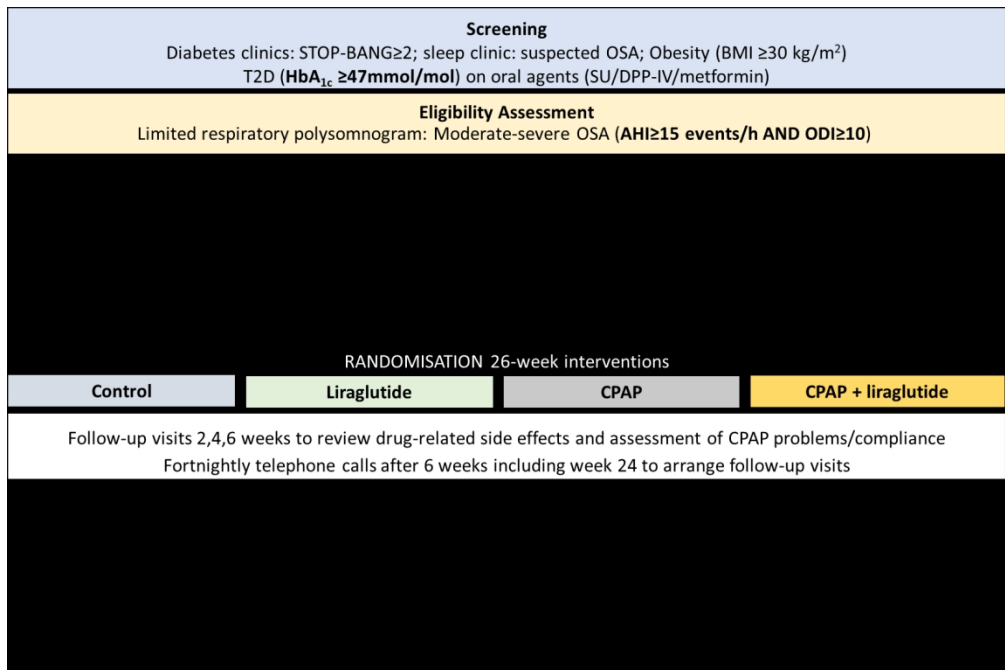 Screening
Diabetes clinics: STOP-BANG≥2; sleep clinic: suspected OSA; Obesity (BMI ≥30 kg/m²)
T2D (HbA₁c ≥47mmol/mol) on oral agents (SU/DPP-IV/metformin)
Eligibility Assessment
Limited respiratory polysomnogram: Moderate-severe OSA (AHI≥15 events/h AND ODI≥10)
RANDOMISATION 26-week interventions
Control
Liraglutide
CPAP
CPAP + liraglutide
Follow-up visits 2,4,6 weeks to review drug-related side effects and assessment of CPAP problems/compliance
Fortnightly telephone calls after 6 weeks including week 24 to arrange follow-up visits